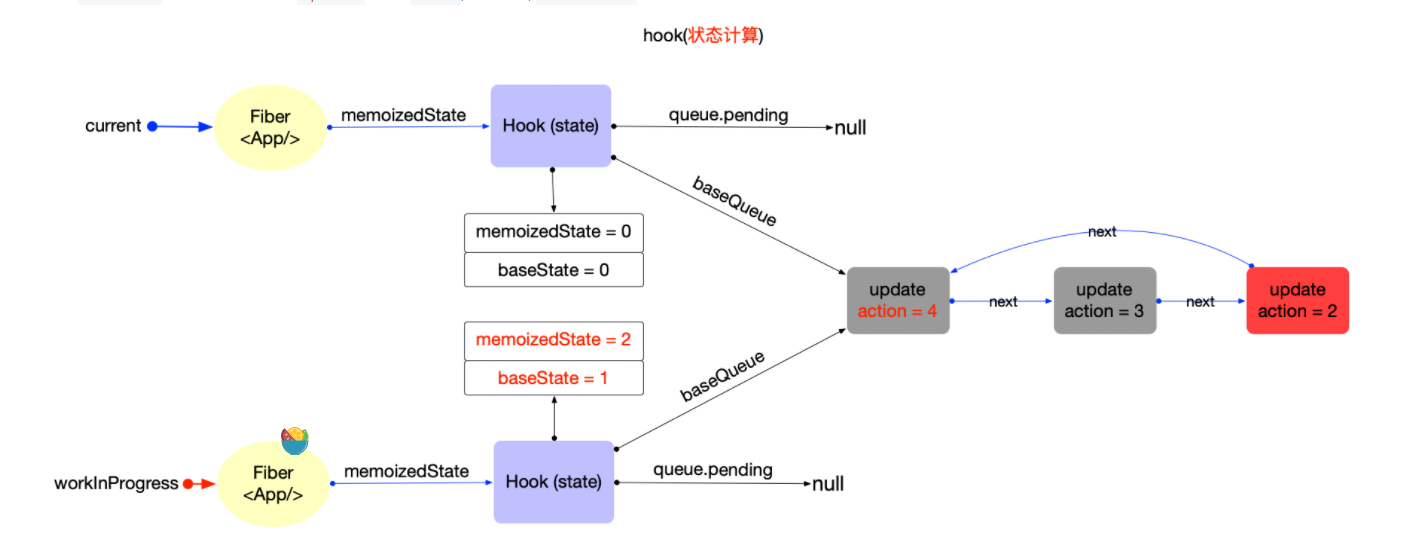 hook(状态计算)
current
Fiber
<App/>
memoizedState
Hook (state)
queue.pending
null
baseQueue
memoizedState = 0
baseState = 0
next
update
action = 4
next
update
action = 3
next
update
action = 2
memoizedState = 2
baseState = 1
baseQueue
workInProgress
Fiber
<App/>
memoizedState
Hook (state)
queue.pending
null